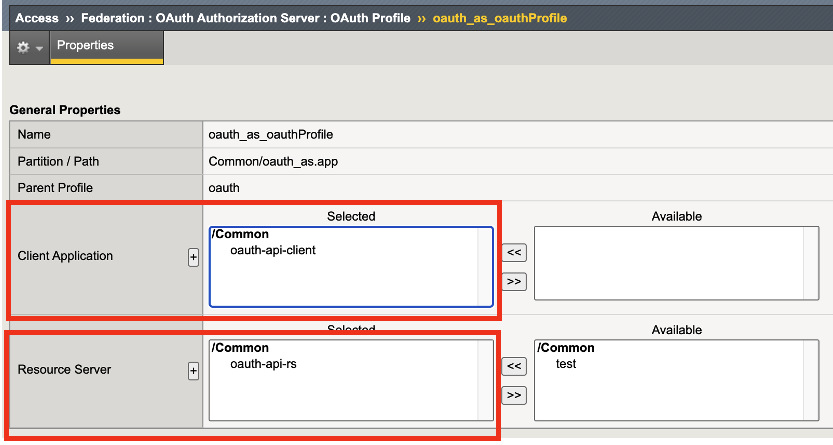 Access ›› Federation : OAuth Authorization Server : OAuth Profile ›› oauth_as_oauthProfile
Properties
General Properties
Name oauth_as_oauthProfile
Partition / Path Common/oauth_as.app
Parent Profile oauth
Selected Available
/Common
oauth-api-client
Client Application + <<
>>
Selected Available
/Common /Common
oauth-api-rs test
Resource Server + <<
>>